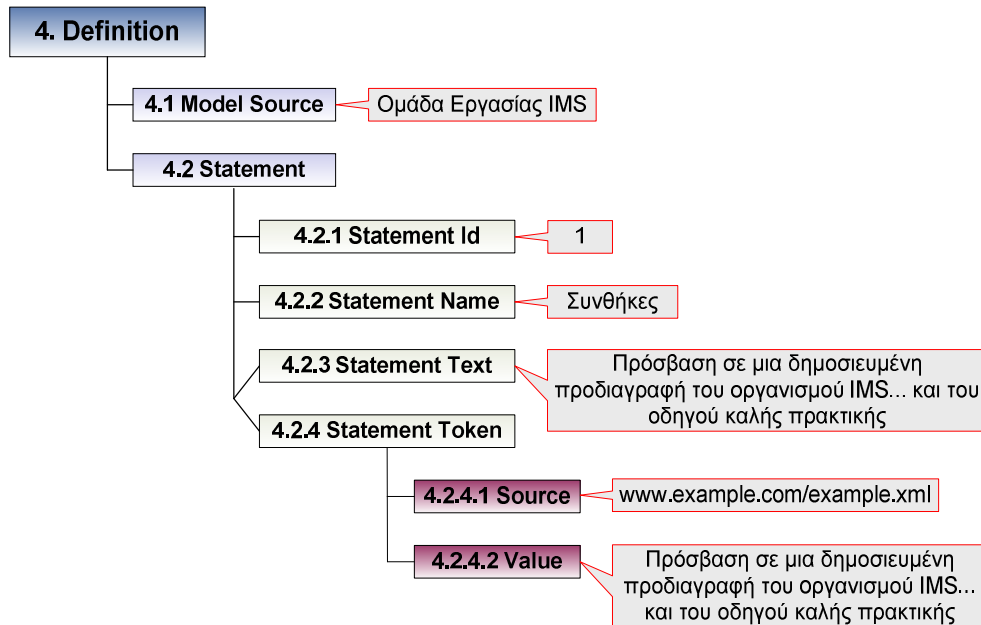 4. Definition
4.1 Model Source
Ομάδα Εργασίας IMS
4.2 Statement
4.2.1 Statement Id
1
4.2.2 Statement Name
Συνθήκες
4.2.3 Statement Text
Πρόσβαση σε μια δημοσιευμένη
προδιαγραφή του οργανισμού IMS... και του
οδηγού καλής πρακτικής
4.2.4 Statement Token
4.2.4.1 Source
www.example.com/example.xml
4.2.4.2 Value
Πρόσβαση σε μια δημοσιευμένη
προδιαγραφή του οργανισμού IMS...
και του οδηγού καλής πρακτικής